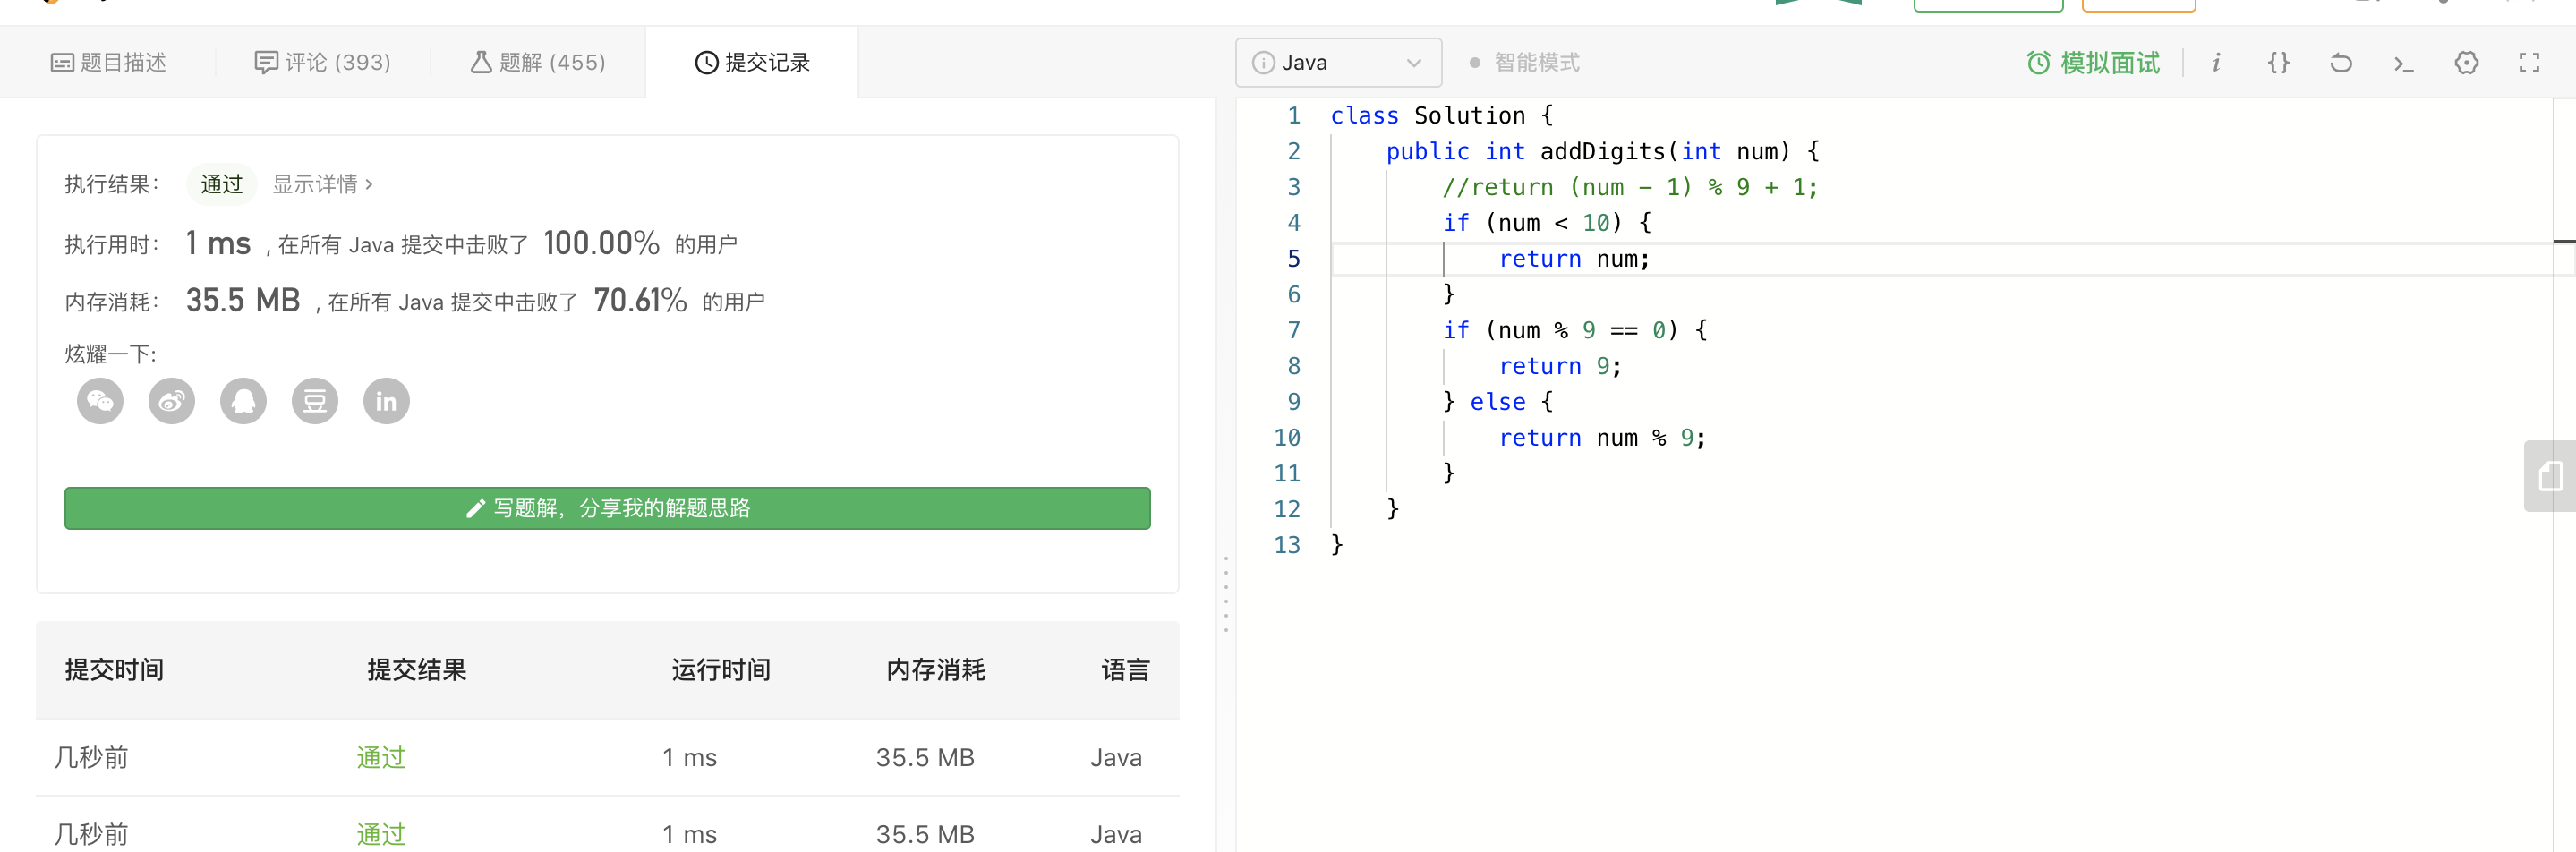 题目描述
评论 (393)
题解 (455)
提交记录
执行结果：
通过
显示详情 ›
执行用时：
1 ms
, 在所有 Java 提交中击败了
100.00%
的用户
内存消耗：
35.5 MB
, 在所有 Java 提交中击败了
70.61%
的用户
炫耀一下:
豆
in
写题解，分享我的解题思路
提交时间 提交结果 运行时间 内存消耗 语言
几秒前 通过 1 ms 35.5 MB Java
几秒前 通过 1 ms 35.5 MB Java
Java
智能模式
模拟面试
i
{}
>_
1 class Solution {
2     public int addDigits(int num) {
3         //return (num - 1) % 9 + 1;
4         if (num < 10) {
5             return num;
6         }
7         if (num % 9 == 0) {
8             return 9;
9         } else {
10             return num % 9;
11         }
12     }
13 }